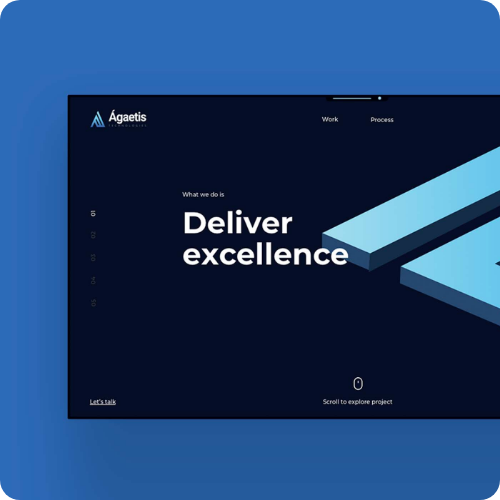 Ágaetis
TECHNOLOGIES
Work
Process
What we do is
Deliver
excellence
01
02
03
04
05
Let's talk
Scroll to explore project